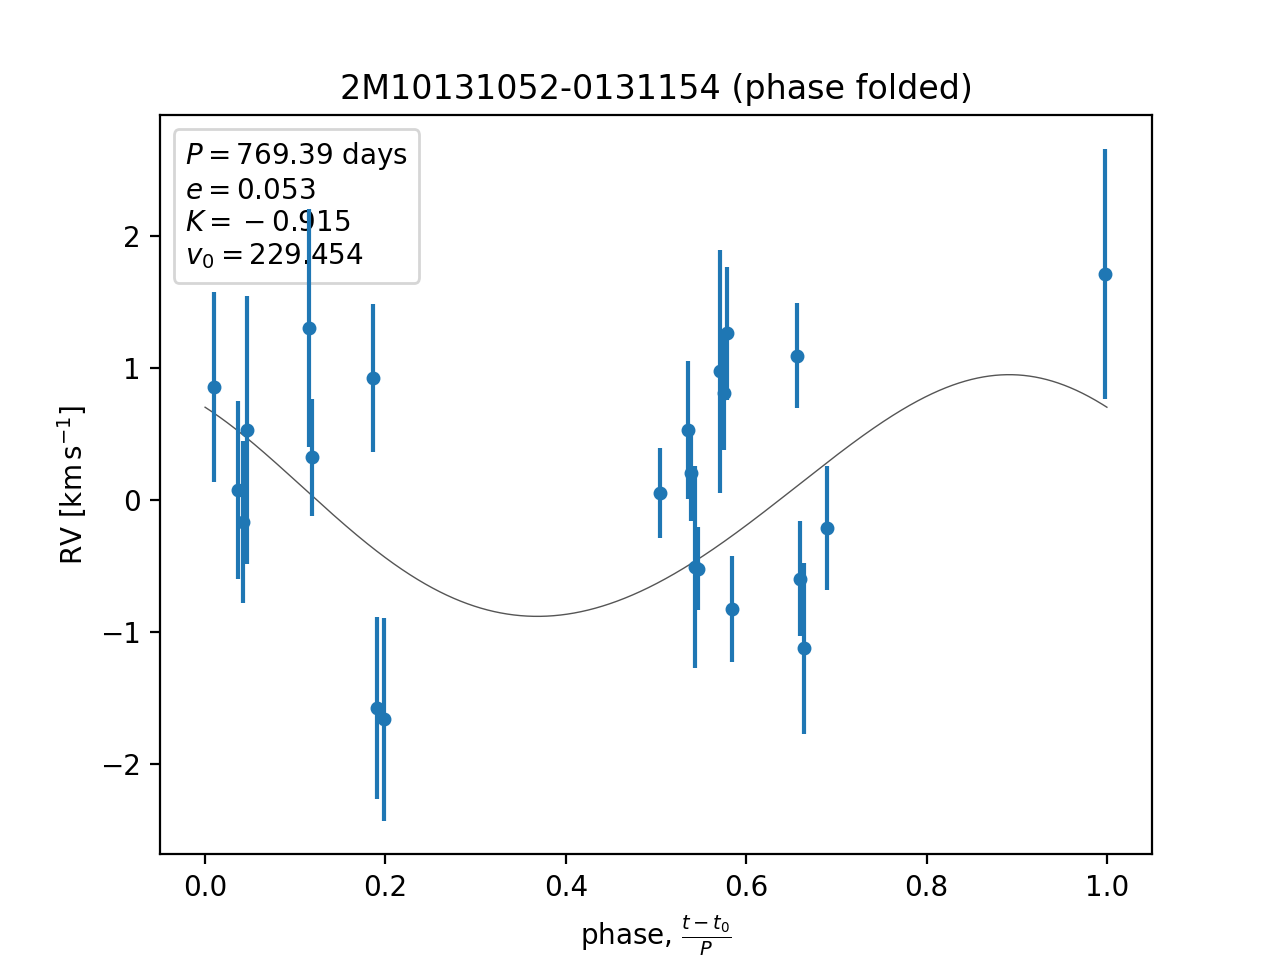 2M10131052-0131154 (phase folded)
P = 769.39 days
e = 0.053
K = −0.915
v₀ = 229.454
2
1
0
−1
−2
RV [km s⁻¹]
0.0 0.2 0.4 0.6 0.8 1.0
phase, (t − t₀)/P